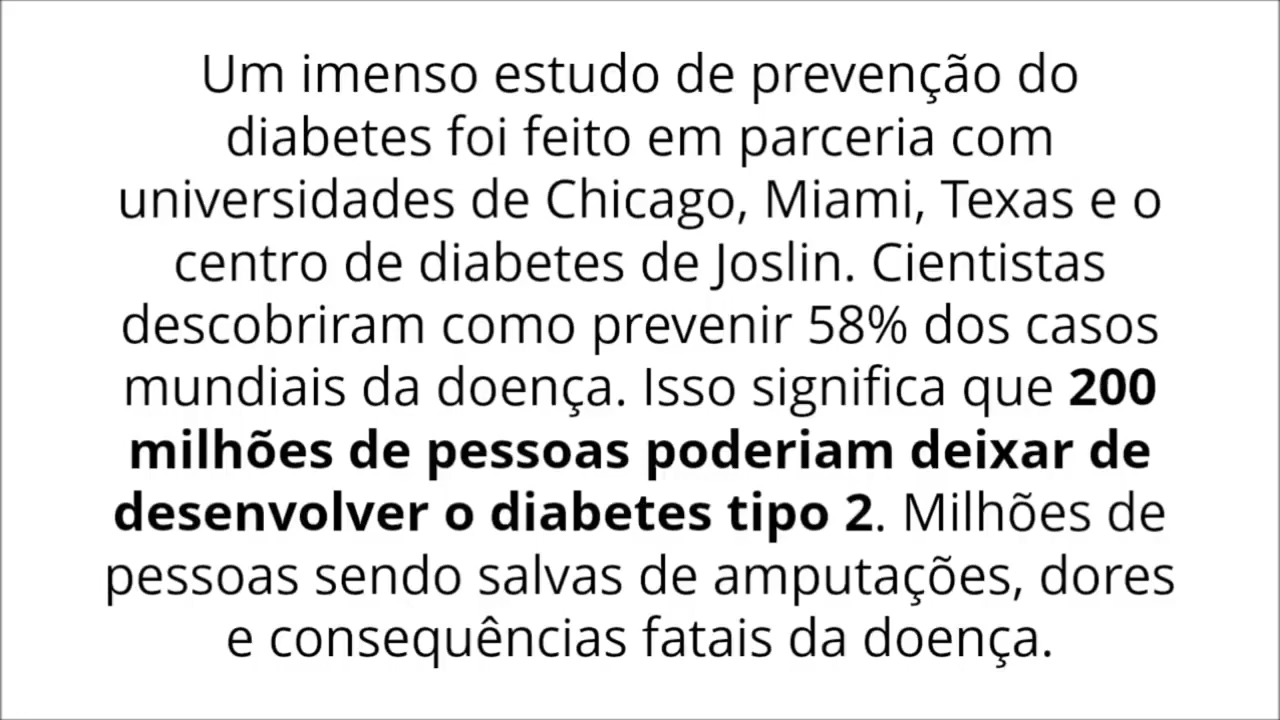 Um imenso estudo de prevenção do
diabetes foi feito em parceria com
universidades de Chicago, Miami, Texas e o
centro de diabetes de Joslin. Cientistas
descobriram como prevenir 58% dos casos
mundiais da doença. Isso significa que 200
milhões de pessoas poderiam deixar de
desenvolver o diabetes tipo 2. Milhões de
pessoas sendo salvas de amputações, dores
e consequências fatais da doença.